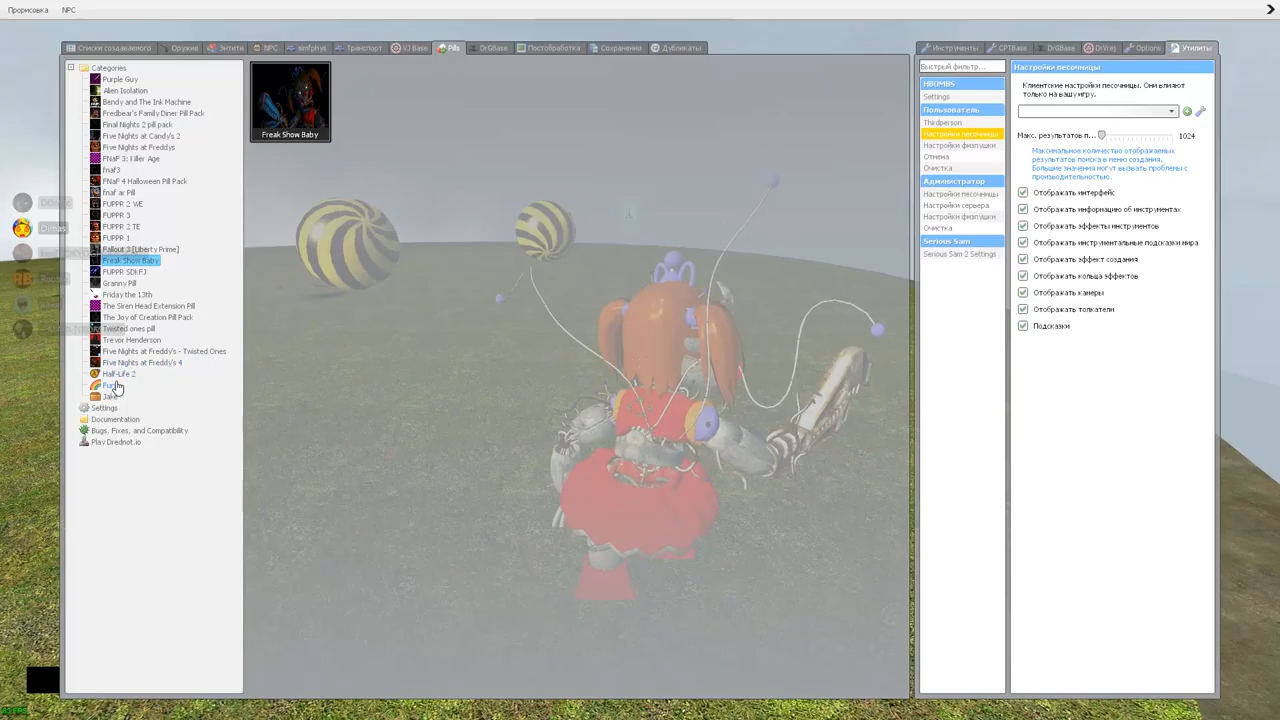 Прорисовка NPC
Списки создаваемого
Оружие
Энтити
NPC
simfphys
Транспорт
VJ Base
Pills
DrGBase
Постобработка
Сохранения
Дубликаты
Инструменты
CPTBase
DrGBase
DrVrej
Options
Утилиты
Categories
Purple Guy
Alien Isolation
Bendy and The Ink Machine
Fredbear's Family Diner Pill Pack
Final Nights 2 pill pack
Five Nights at Candy's 2
Five Nights at Freddys
FNaF 3: Killer Age
fnaf3
FNaF 4 Halloween Pill Pack
fnaf ar Pill
FUPPR 2 WE
FUPPR 3
FUPPR 2 TE
FUPPR 1
Fallout 3 [Liberty Prime]
Freak Show Baby
FUPPR SDI:FJ
Granny Pill
Friday the 13th
The Siren Head Extension Pill
The Joy of Creation Pill Pack
Twisted ones pill
Trevor Henderson
Five Nights at Freddy's - Twisted Ones
Five Nights at Freddy's 4
Half-Life 2
Settings
Documentation
Bugs, Fixes, and Compatibility
Play Drednot.io
Freak Show Baby
Быстрый фильтр...
HBOMBS
Settings
Пользователь
Thirdperson
Настройки песочницы
Настройки физпушки
Отмена
Очистка
Администратор
Настройки песочницы
Настройки сервера
Настройки физпушки
Очистка
Serious Sam
Serious Sam 2 Settings
Настройки песочницы
Клиентские настройки песочницы. Они влияют
только на вашу игру.
Макс. результатов п... 1024
Максимальное количество отображаемых
результатов поиска в меню создания.
Большие значения могут вызвать проблемы с
производительностью.
Отображать интерфейс
Отображать информацию об инструментах
Отображать эффекты инструментов
Отображать инструментальные подсказки мира
Отображать эффект создания
Отображать кольца эффектов
Отображать камеры
Отображать толкатели
Подсказки